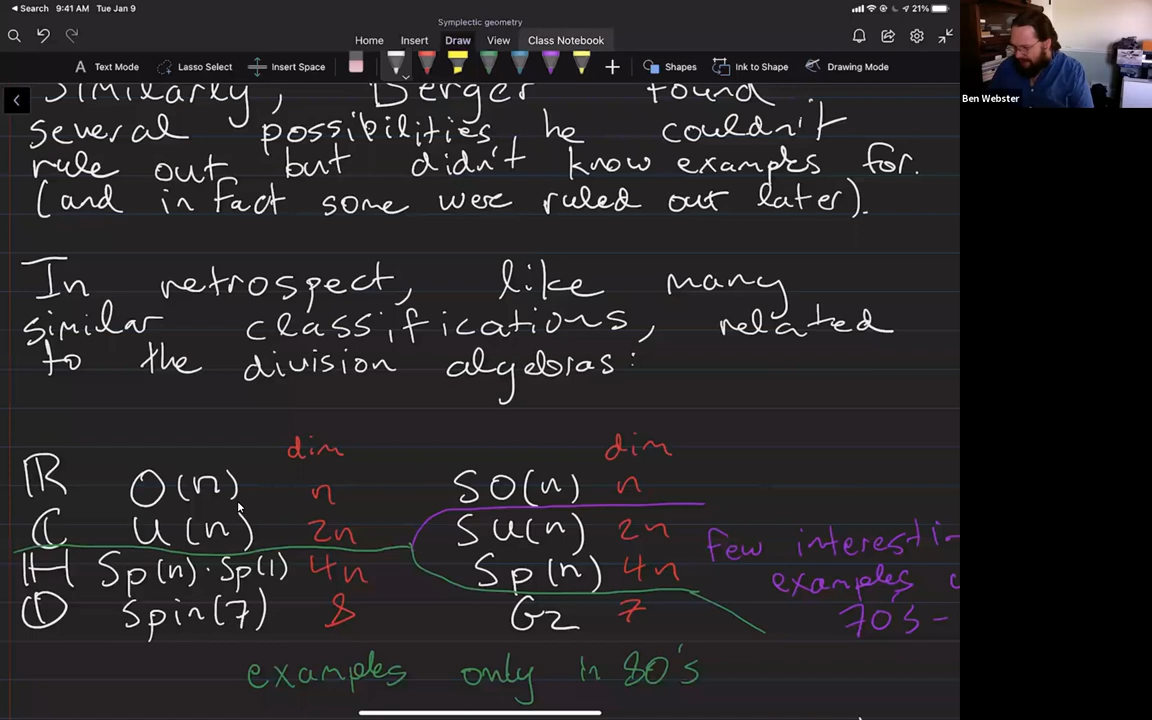 Search 9:41 AM Tue Jan 9
Symplectic geometry
21%
Home Insert Draw View Class Notebook
Text Mode Lasso Select Insert Space Shapes Ink to Shape Drawing Mode
Ben Webster
Similarly, Berger found
several possibilities, he couldn't
rule out but didn't know examples for.
(and in fact some were ruled out later).
In retrospect, like many
similar classifications, related
to the division algebras:
dim dim
ℝ O(n) n SO(n) n
ℂ U(n) 2n SU(n) 2n
few interesti
ℍ Sp(n)·Sp(1) 4n Sp(n) 4n
examples
𝕆 Spin(7) 8 G2 7
70's-
examples only in 80's